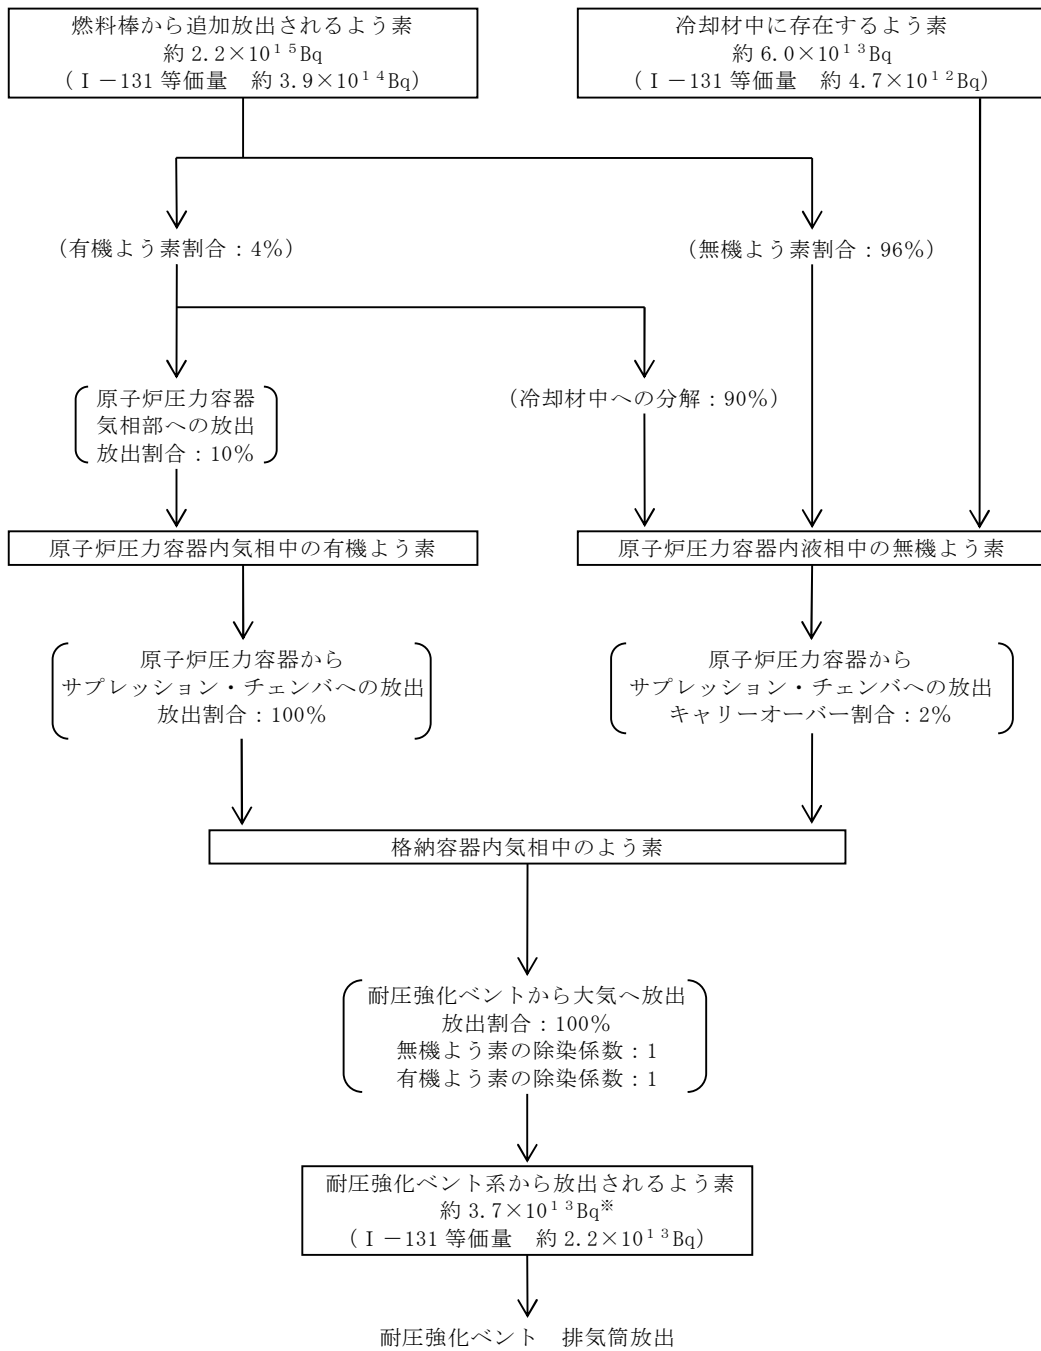 燃料棒から追加放出されるよう素
約 2.2×10¹⁵Bq
(Ⅰ－131 等価量　約 3.9×10¹⁴Bq)
冷却材中に存在するよう素
約 6.0×10¹³Bq
(Ⅰ－131 等価量　約 4.7×10¹²Bq)
(有機よう素割合：4%)
(無機よう素割合：96%)
原子炉圧力容器
気相部への放出
放出割合：10%
(冷却材中への分解：90%)
原子炉圧力容器内気相中の有機よう素
原子炉圧力容器内液相中の無機よう素
原子炉圧力容器から
サプレッション・チェンバへの放出
放出割合：100%
原子炉圧力容器から
サプレッション・チェンバへの放出
キャリーオーバー割合：2%
格納容器内気相中のよう素
耐圧強化ベントから大気へ放出
放出割合：100%
無機よう素の除染係数：1
有機よう素の除染係数：1
耐圧強化ベント系から放出されるよう素
約 3.7×10¹³Bq※
(Ⅰ－131 等価量　約 2.2×10¹³Bq)
耐圧強化ベント　排気筒放出